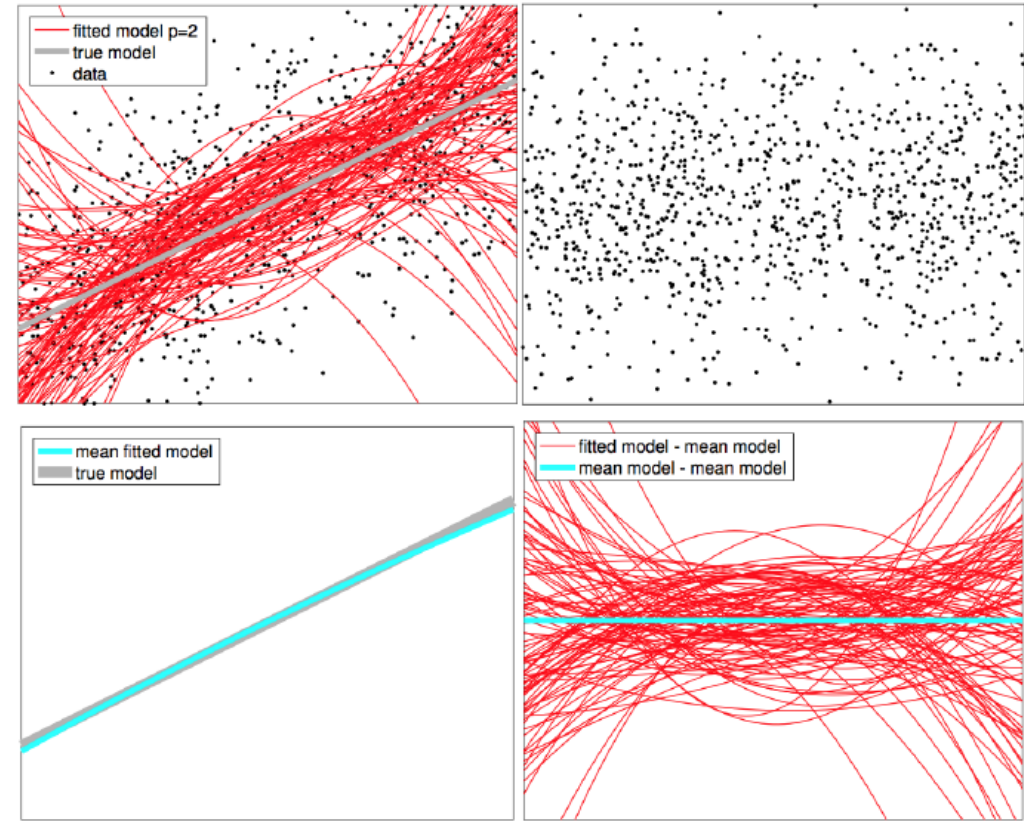 fitted model p=2
true model
data
mean fitted model
true model
fitted model - mean model
mean model - mean model